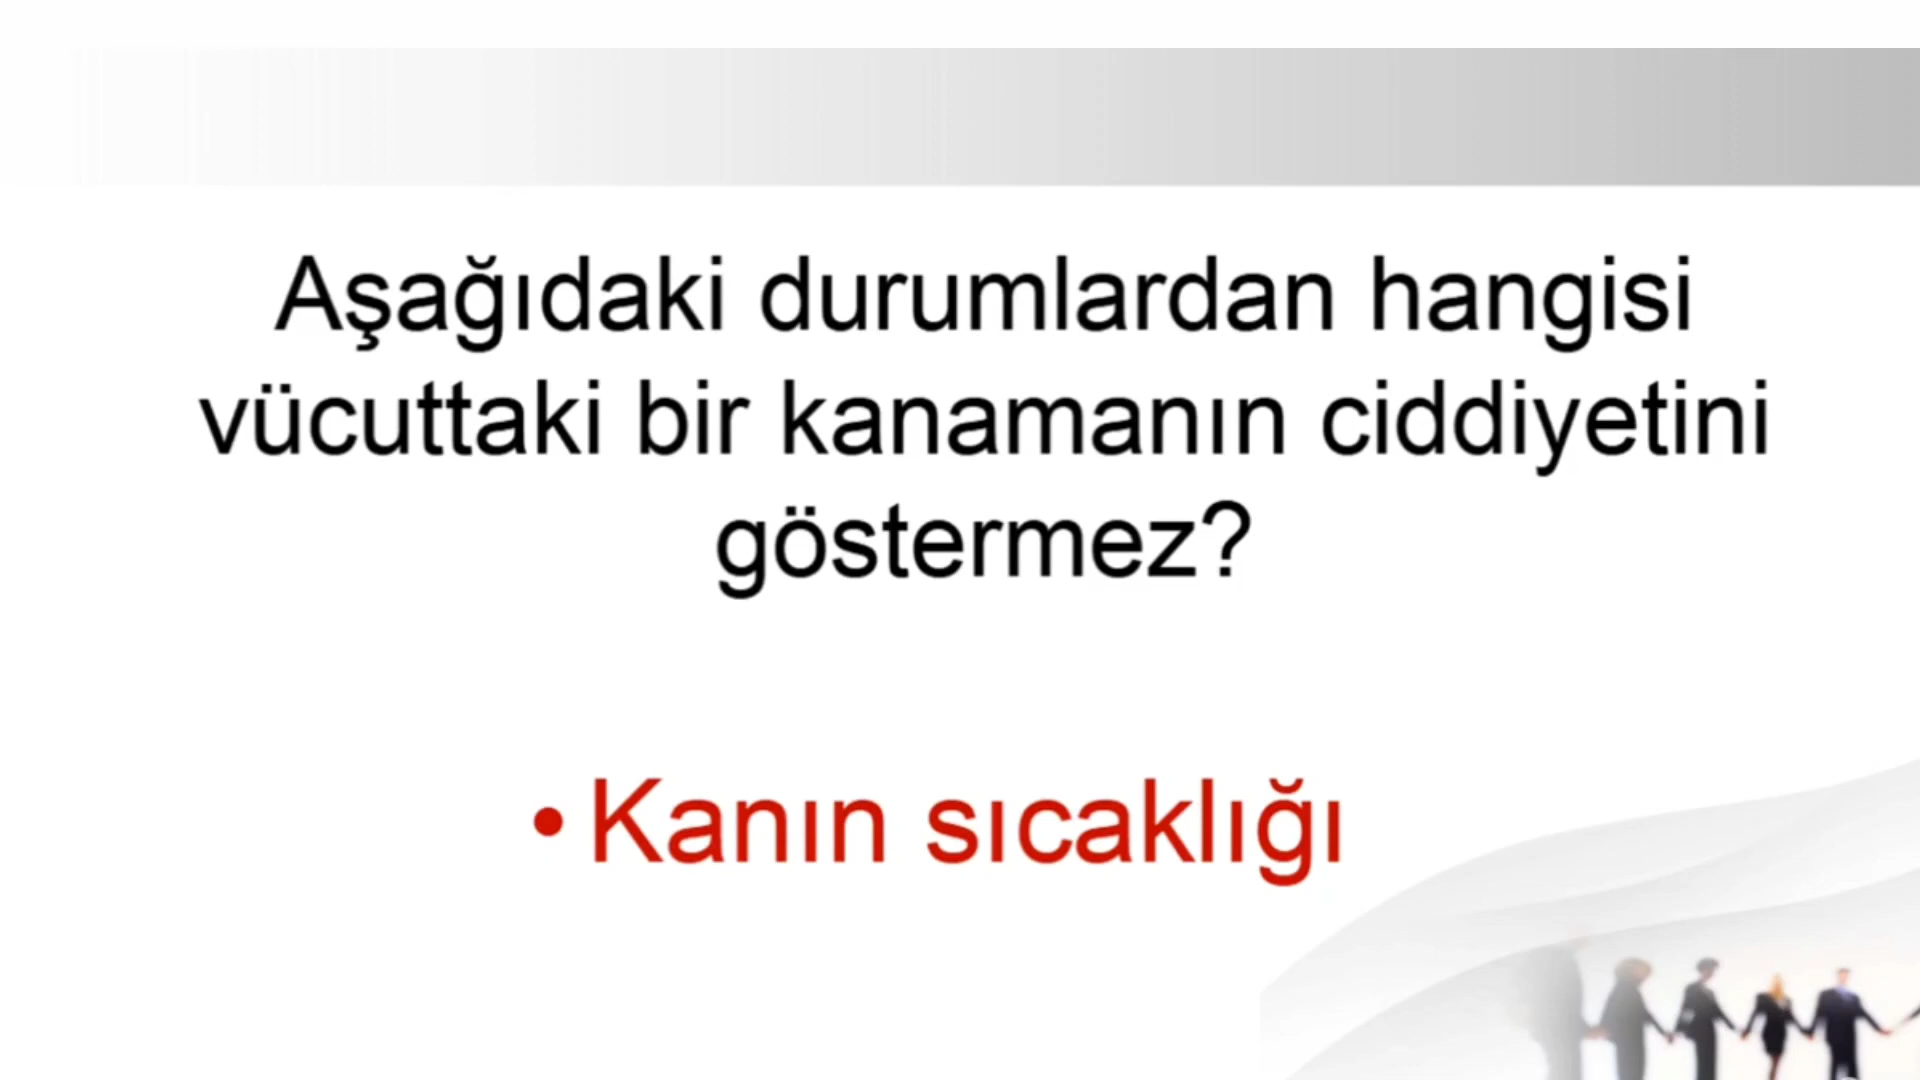 Aşağıdaki durumlardan hangisi
vücuttaki bir kanamanın ciddiyetini
göstermez?
• Kanın sıcaklığı